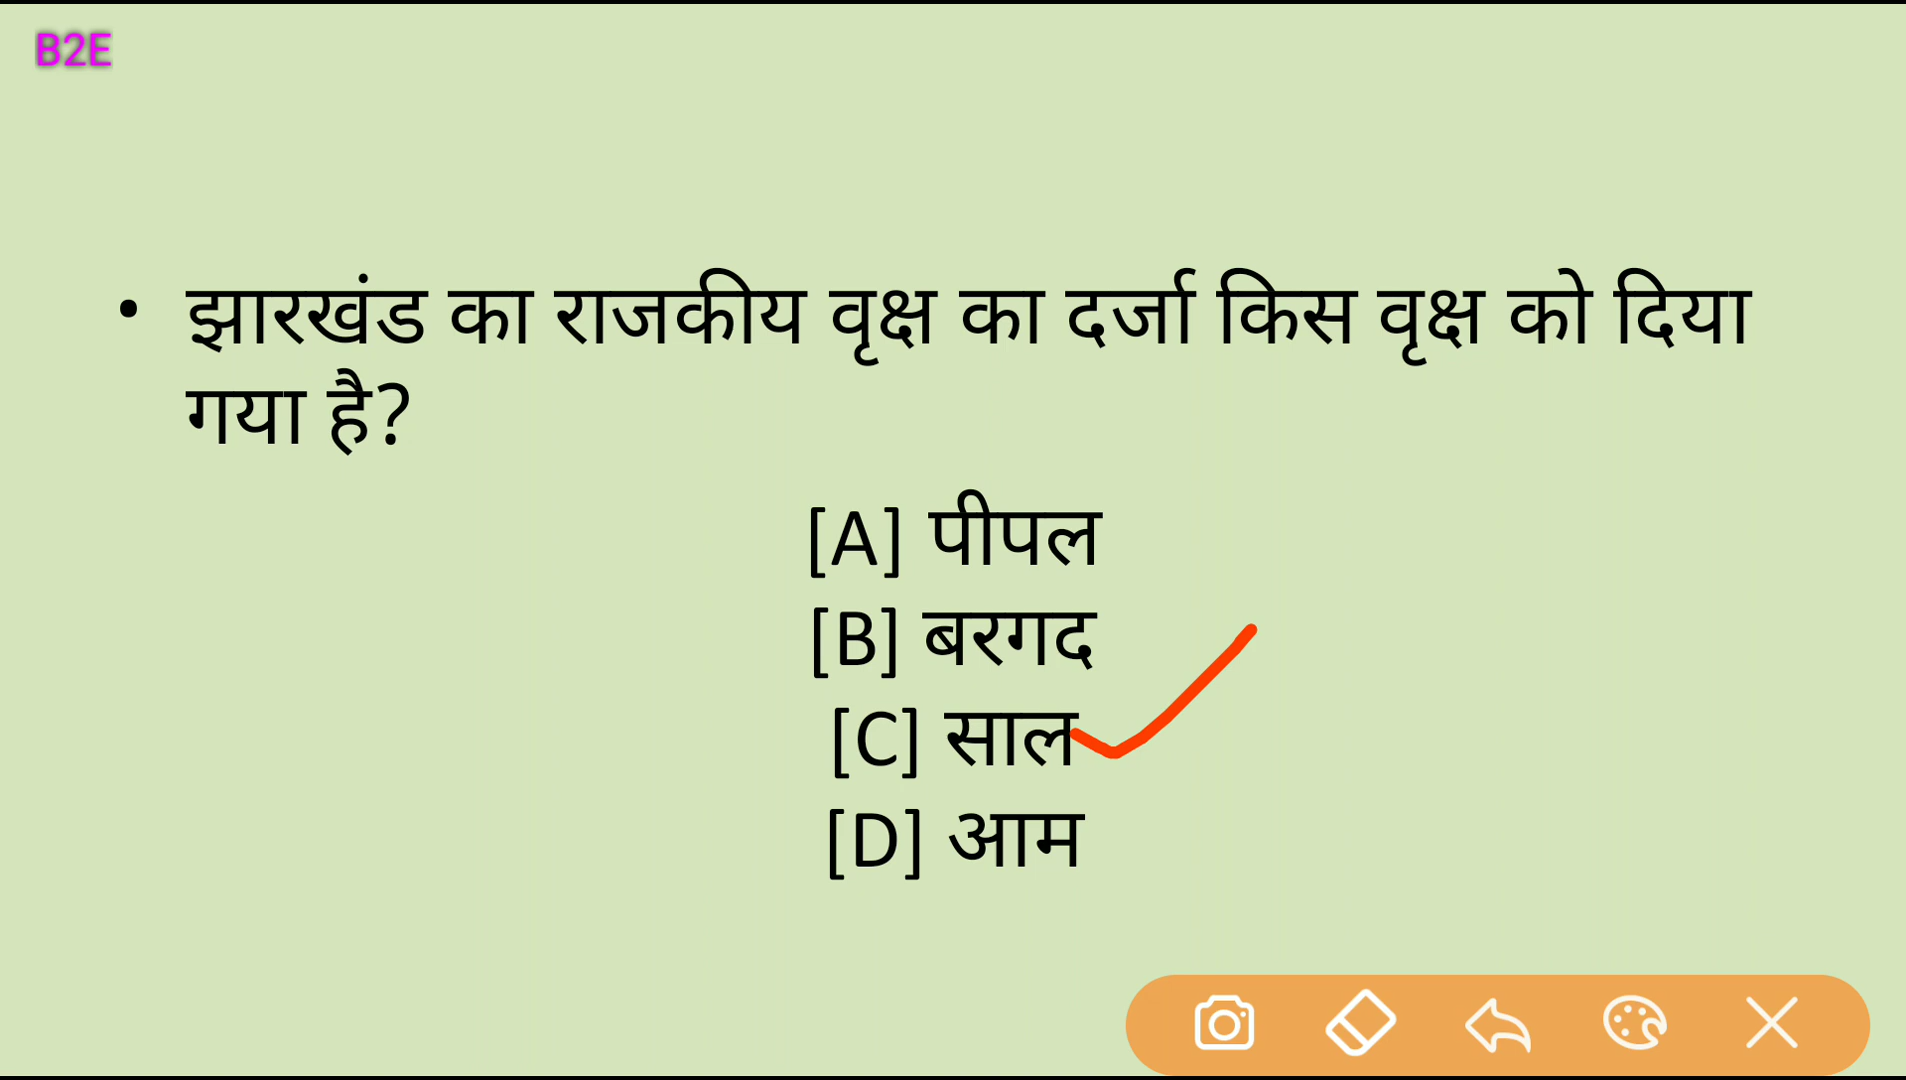 B2E
• झारखंड का राजकीय वृक्ष का दर्जा किस वृक्ष को दिया
गया है?
[A] पीपल
[B] बरगद
[C] साल
[D] आम